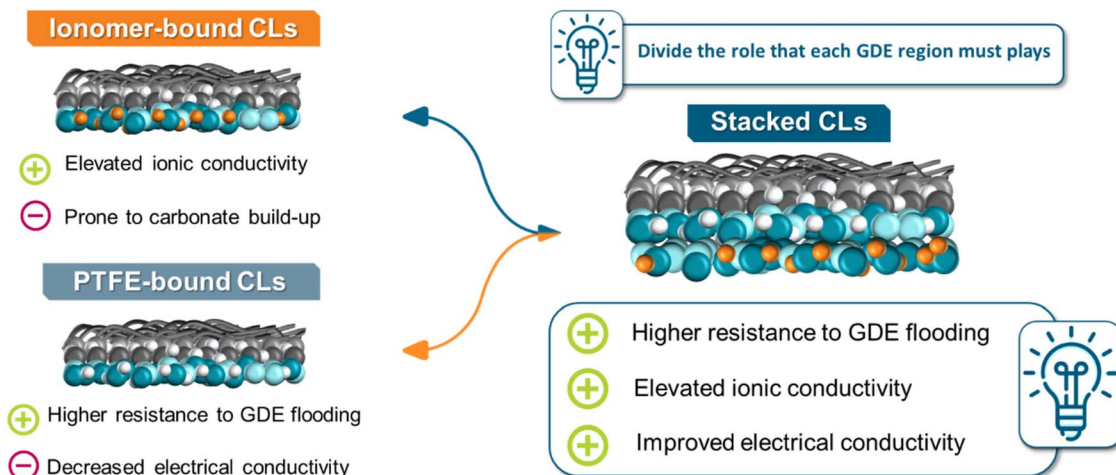 Ionomer-bound CLs
Elevated ionic conductivity
Prone to carbonate build-up
PTFE-bound CLs
Higher resistance to GDE flooding
Decreased electrical conductivity
Divide the role that each GDE region must plays
Stacked CLs
Higher resistance to GDE flooding
Elevated ionic conductivity
Improved electrical conductivity